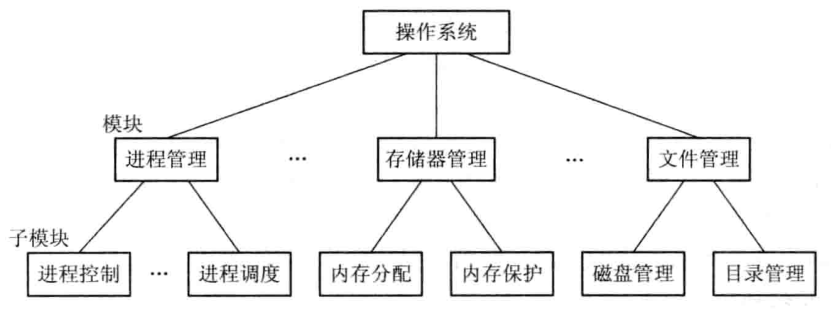 操作系统
模块
进程管理 … 存储器管理 … 文件管理
子模块
进程控制 … 进程调度 内存分配 内存保护 磁盘管理 目录管理